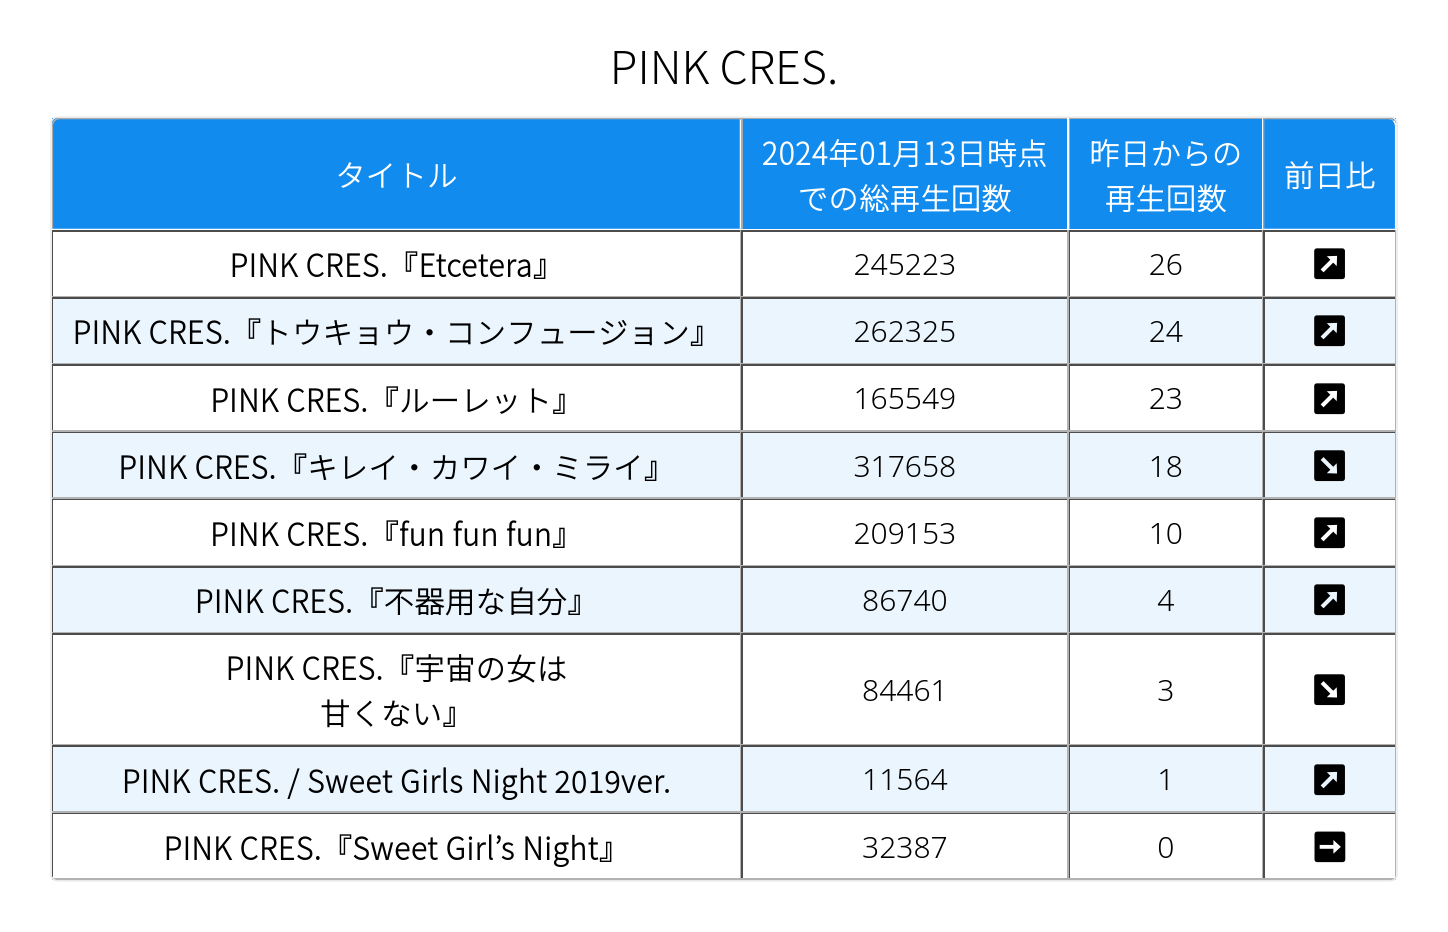 PINK CRES.
タイトル
2024年01月13日時点
での総再生回数
昨日からの
再生回数
前日比
PINK CRES.『Etcetera』 245223 26
PINK CRES.『トウキョウ・コンフュージョン』 262325 24
PINK CRES.『ルーレット』 165549 23
PINK CRES.『キレイ・カワイ・ミライ』 317658 18
PINK CRES.『fun fun fun』 209153 10
PINK CRES.『不器用な自分』 86740 4
PINK CRES.『宇宙の女は
甘くない』 84461 3
PINK CRES. / Sweet Girls Night 2019ver. 11564 1
PINK CRES.『Sweet Girl’s Night』 32387 0